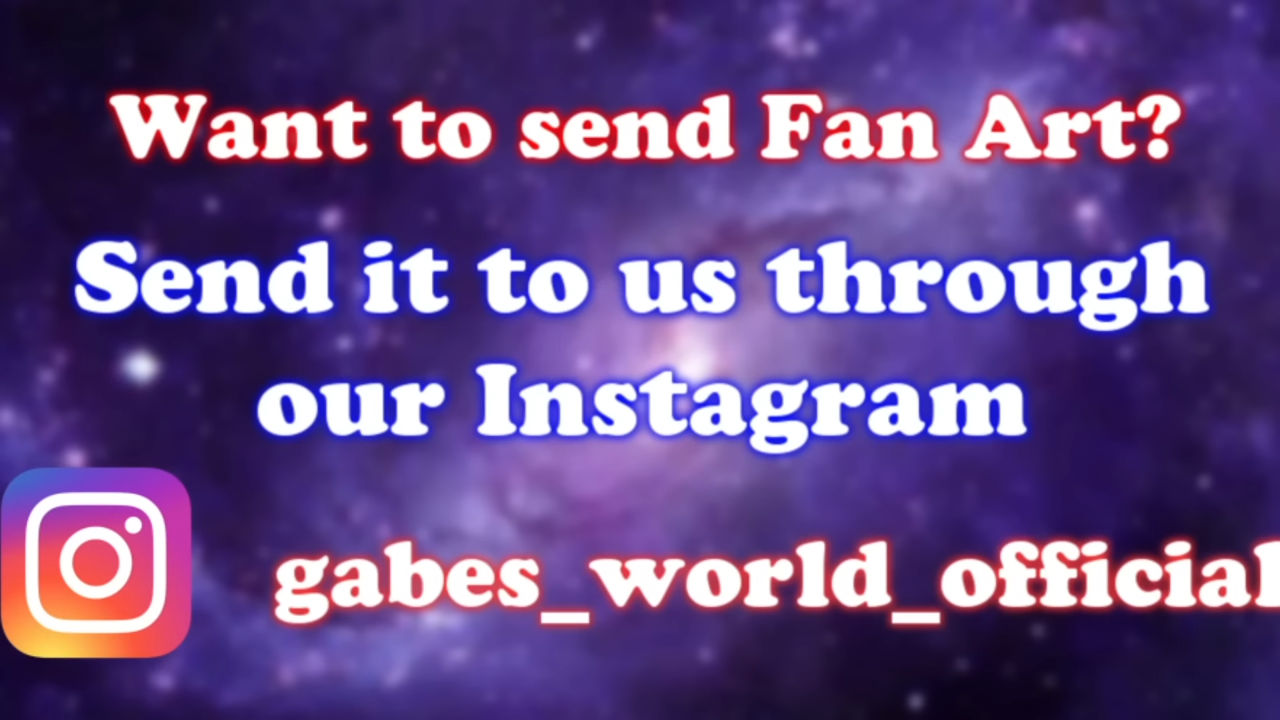 Want to send Fan Art?
Send it to us through
our Instagram
gabes_world_official